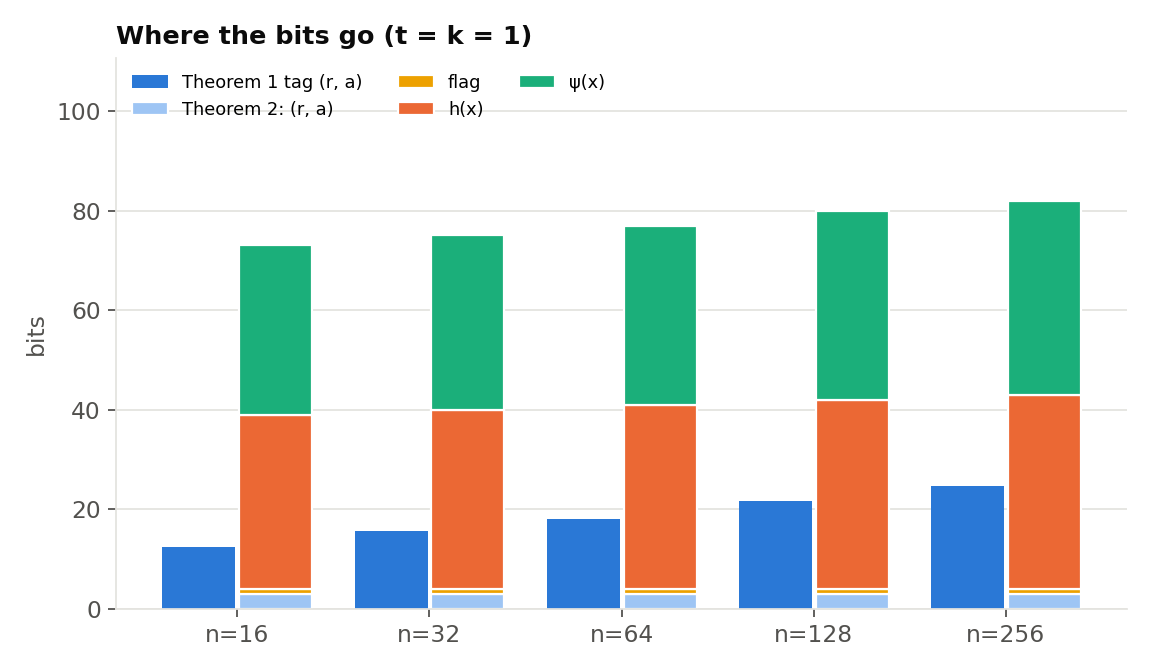 Where the bits go (t = k = 1)
Theorem 1 tag (r, a)
Theorem 2: (r, a)
flag
h(x)
ψ(x)
bits
100
80
60
40
20
0
n=16 n=32 n=64 n=128 n=256